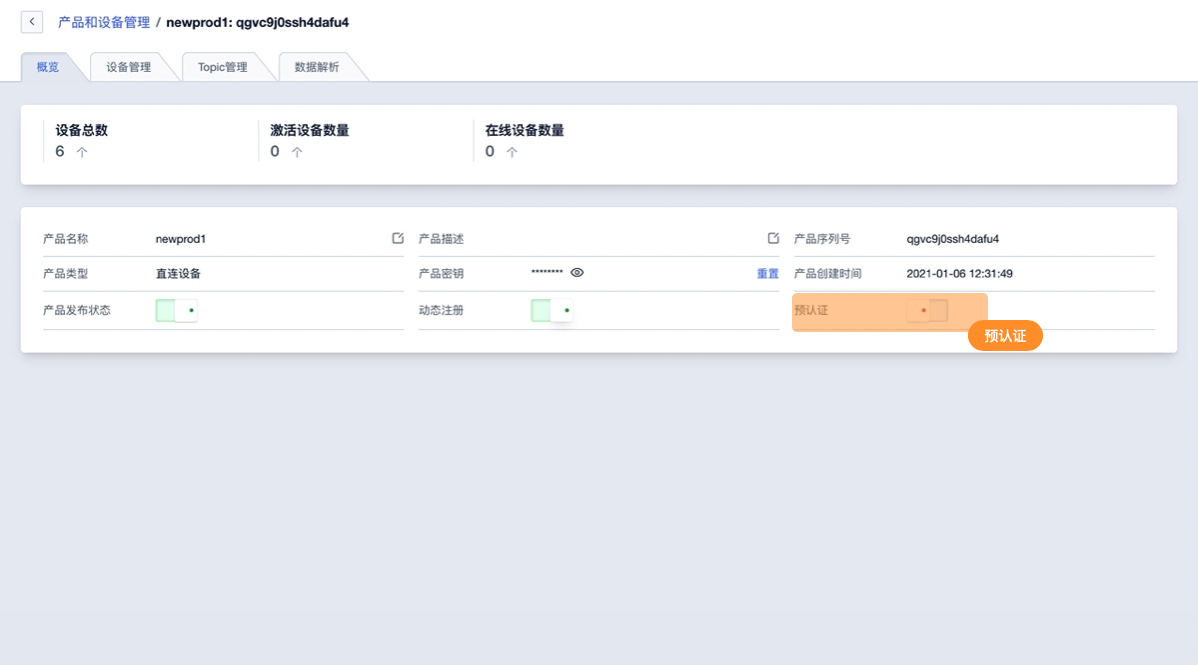 产品和设备管理 / newprod1: qgvc9j0ssh4dafu4
概览 设备管理 Topic管理 数据解析
设备总数 激活设备数量 在线设备数量
6 0 0
产品名称 newprod1 产品描述 产品序列号 qgvc9j0ssh4dafu4
产品类型 直连设备 产品密钥 ******** 重置 产品创建时间 2021-01-06 12:31:49
产品发布状态 动态注册 预认证
预认证